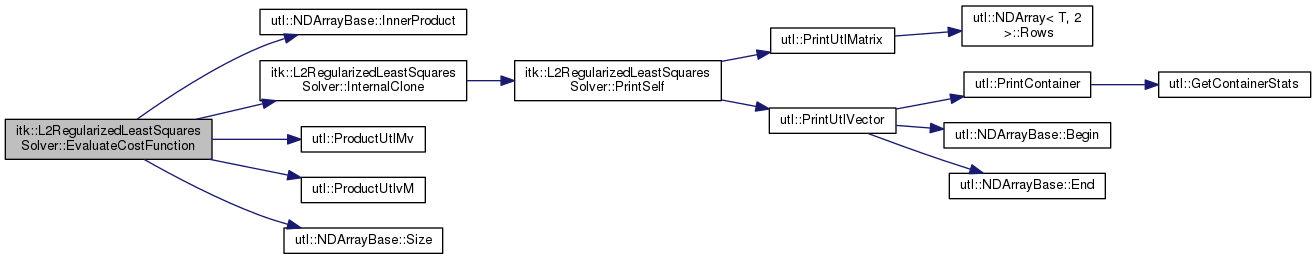 utl::NDArrayBase::InnerProduct
itk::L2RegularizedLeastSquares
Solver::InternalClone
itk::L2RegularizedLeastSquares
Solver::EvaluateCostFunction
utl::ProductUtlMv
utl::ProductUtlvM
utl::NDArrayBase::Size
itk::L2RegularizedLeastSquares
Solver::PrintSelf
utl::PrintUtlMatrix
utl::PrintUtlVector
utl::NDArray< T, 2
>::Rows
utl::PrintContainer
utl::NDArrayBase::Begin
utl::NDArrayBase::End
utl::GetContainerStats